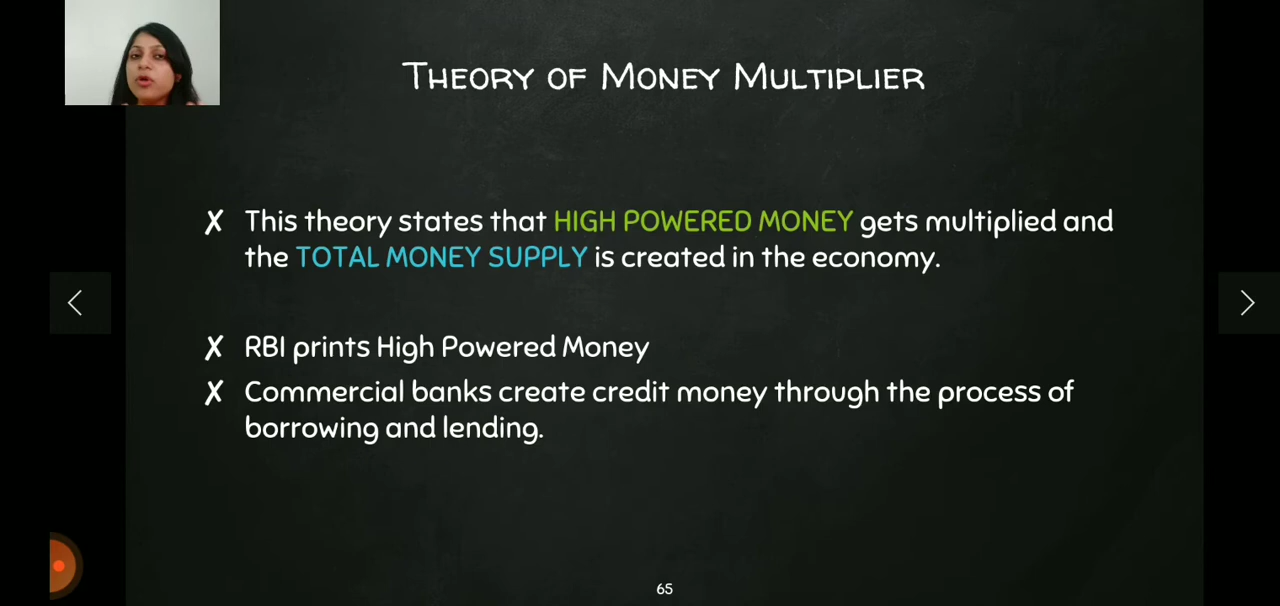 THEORY OF MONEY MULTIPLIER
✗ This theory states that HIGH POWERED MONEY gets multiplied and
the TOTAL MONEY SUPPLY is created in the economy.
✗ RBI prints High Powered Money
✗ Commercial banks create credit money through the process of
borrowing and lending.
65